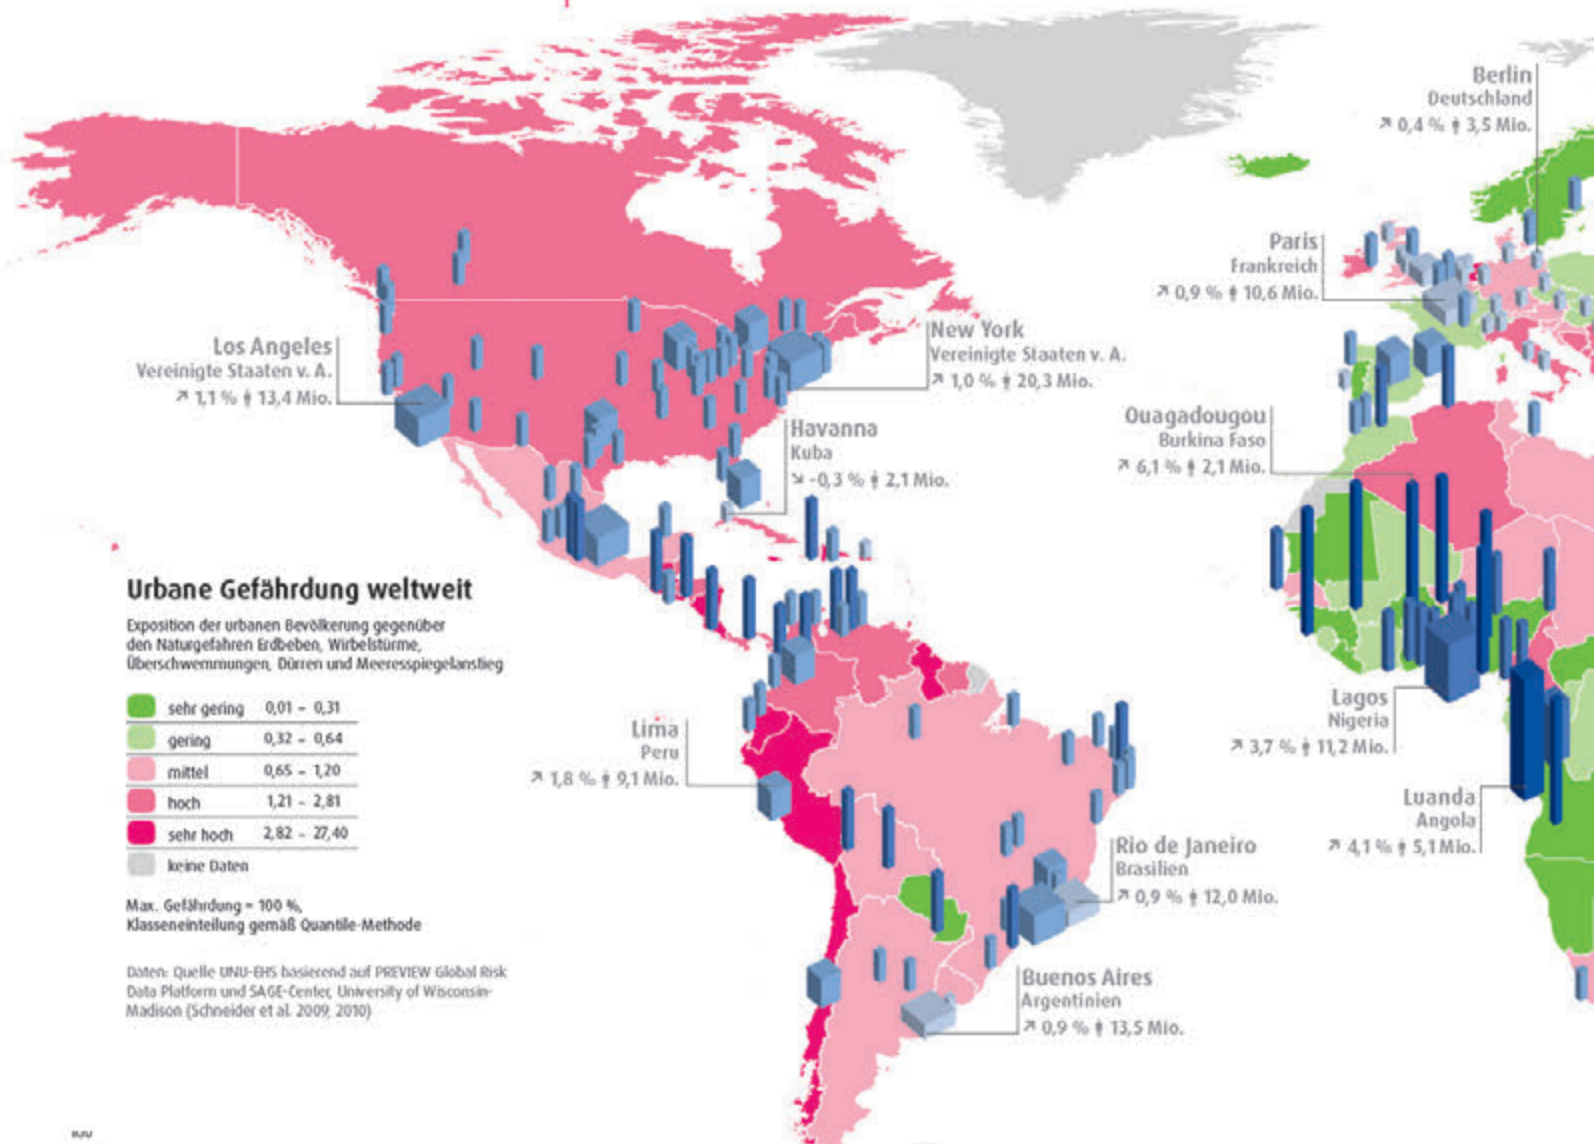 Berlin
Deutschland
↗ 0,4 % 3,5 Mio.
Paris
Frankreich
↗ 0,9 % 10,6 Mio.
Los Angeles
Vereinigte Staaten v. A.
↗ 1,1 % 13,4 Mio.
New York
Vereinigte Staaten v. A.
↗ 1,0 % 20,3 Mio.
Havanna
Kuba
↘ -0,3 % 2,1 Mio.
Ouagadougou
Burkina Faso
↗ 6,1 % 2,1 Mio.
Urbane Gefährdung weltweit
Exposition der urbanen Bevölkerung gegenüber
den Naturgefahren Erdbeben, Wirbelstürme,
Überschwemmungen, Dürren und Meeresspiegelanstieg
sehr gering 0,01 – 0,31
gering 0,32 – 0,64
mittel 0,65 – 1,20
hoch 1,21 – 2,81
sehr hoch 2,82 – 27,40
keine Daten
Max. Gefährdung = 100 %,
Klasseneinteilung gemäß Quantile-Methode
Daten: Quelle UNU-EHS basierend auf PREVIEW Global Risk
Data Platform und SAGE-Center, University of Wisconsin-
Madison (Schneider et al. 2009, 2010)
Lima
Peru
↗ 1,8 % 9,1 Mio.
Lagos
Nigeria
↗ 3,7 % 11,2 Mio.
Luanda
Angola
↗ 4,1 % 5,1 Mio.
Rio de Janeiro
Brasilien
↗ 0,9 % 12,0 Mio.
Buenos Aires
Argentinien
↗ 0,9 % 13,5 Mio.